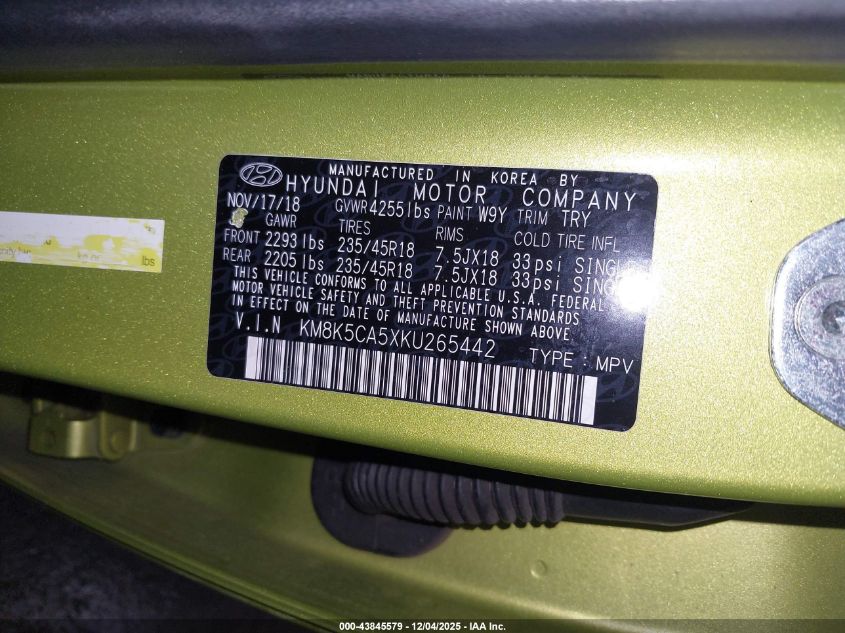 MANUFACTURED IN KOREA BY
HYUNDAI MOTOR COMPANY
NOV/17/18 GVWR 4255lbs PAINT W9Y TRIM TRY
GAWR TIRES RIMS COLD TIRE INFL
FRONT 2293 lbs 235/45R18 7.5JX18 33psi
REAR 2205 lbs 235/45R18 7.5JX18 33psi
THIS VEHICLE CONFORMS TO ALL APPLICABLE U.S.A. FEDERAL
MOTOR VEHICLE SAFETY AND THEFT PREVENTION STANDARDS
IN EFFECT ON THE DATE OF MANUFACTURE SHOWN ABOVE.
V.I.N KM8K5CA5XKU265442 TYPE : MPV
lbs
000-43845579 - 12/04/2025 - IAA Inc.